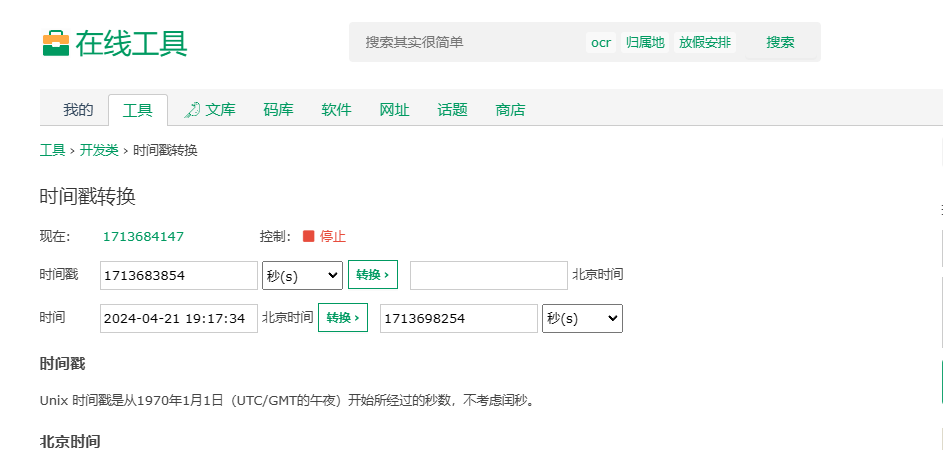 在线工具
搜索其实很简单 ocr 归属地 放假安排 搜索
我的 工具 文库 码库 软件 网址 话题 商店
工具 › 开发类 › 时间戳转换
时间戳转换
现在: 1713684147 控制: 停止
时间戳 1713683854 秒(s) 转换 › 北京时间
时间 2024-04-21 19:17:34 北京时间 转换 › 1713698254 秒(s)
时间戳
Unix 时间戳是从1970年1月1日（UTC/GMT的午夜）开始所经过的秒数，不考虑闰秒。
北京时间